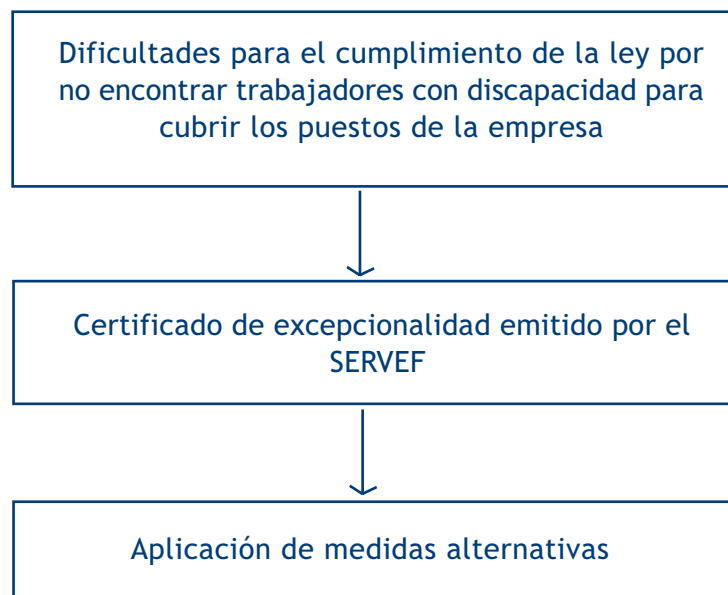 Dificultades para el cumplimiento de la ley por
no encontrar trabajadores con discapacidad para
cubrir los puestos de la empresa
Certificado de excepcionalidad emitido por el
SERVEF
Aplicación de medidas alternativas